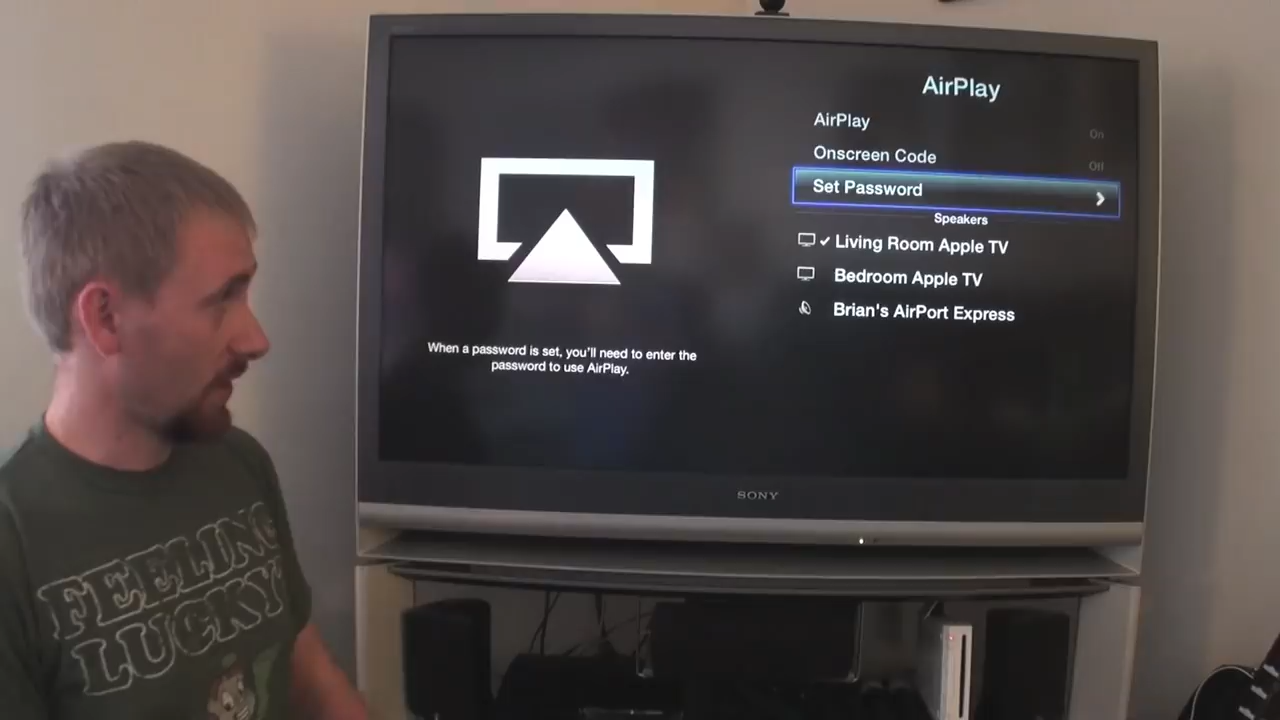 AirPlay
AirPlay On
Onscreen Code Off
Set Password
Speakers
Living Room Apple TV
Bedroom Apple TV
Brian's AirPort Express
When a password is set, you'll need to enter the
password to use AirPlay.
SONY
FEELING
LUCKY?